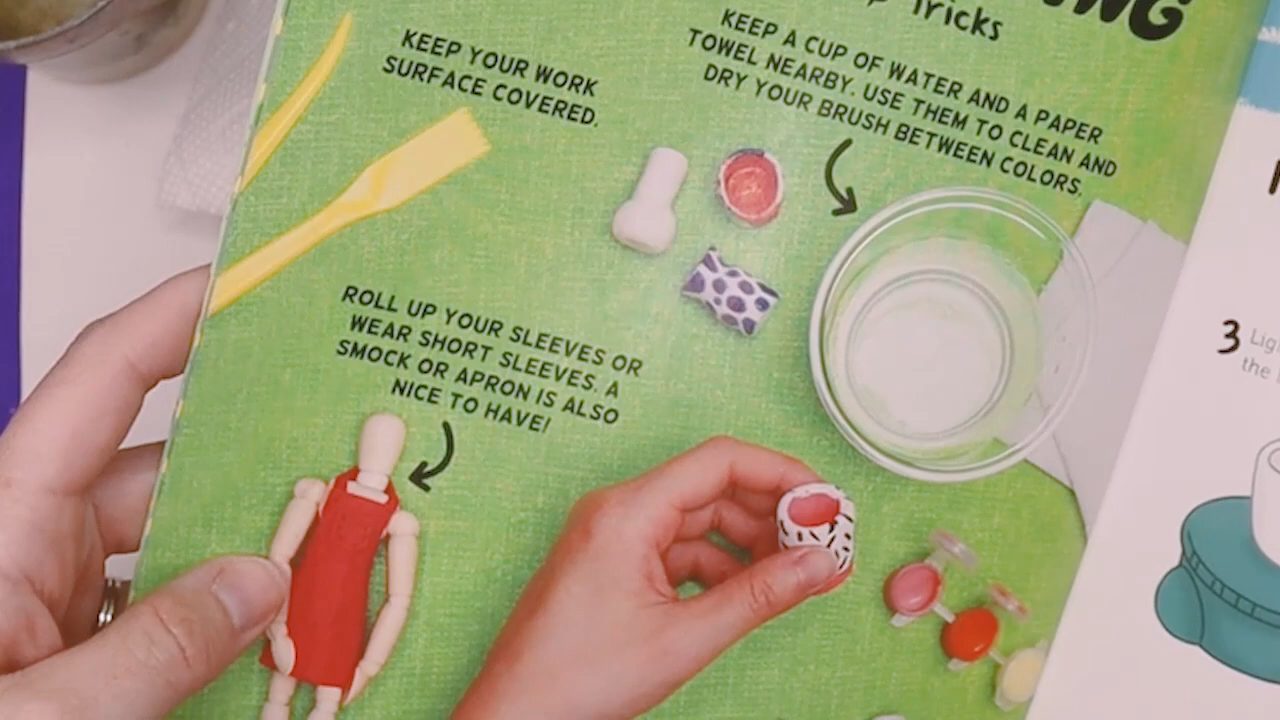 Tricks
KEEP YOUR WORK
SURFACE COVERED.
KEEP A CUP OF WATER AND A PAPER
TOWEL NEARBY. USE THEM TO CLEAN AND
DRY YOUR BRUSH BETWEEN COLORS.
ROLL UP YOUR SLEEVES OR
WEAR SHORT SLEEVES. A
SMOCK OR APRON IS ALSO
NICE TO HAVE!
3
the